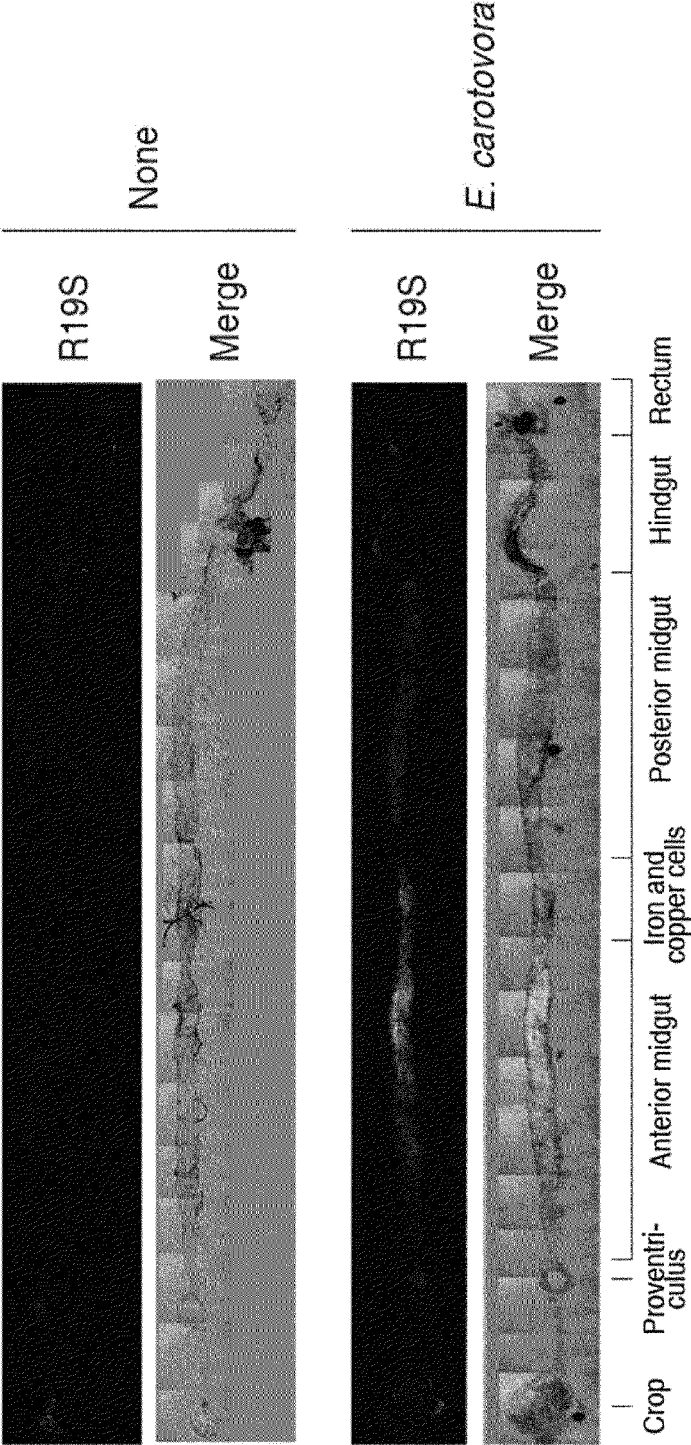 None
R19S
Merge
E. carotovora
R19S
Merge
Crop
Proventri-
culus
Anterior midgut
Iron and
copper cells
Posterior midgut
Hindgut
Rectum